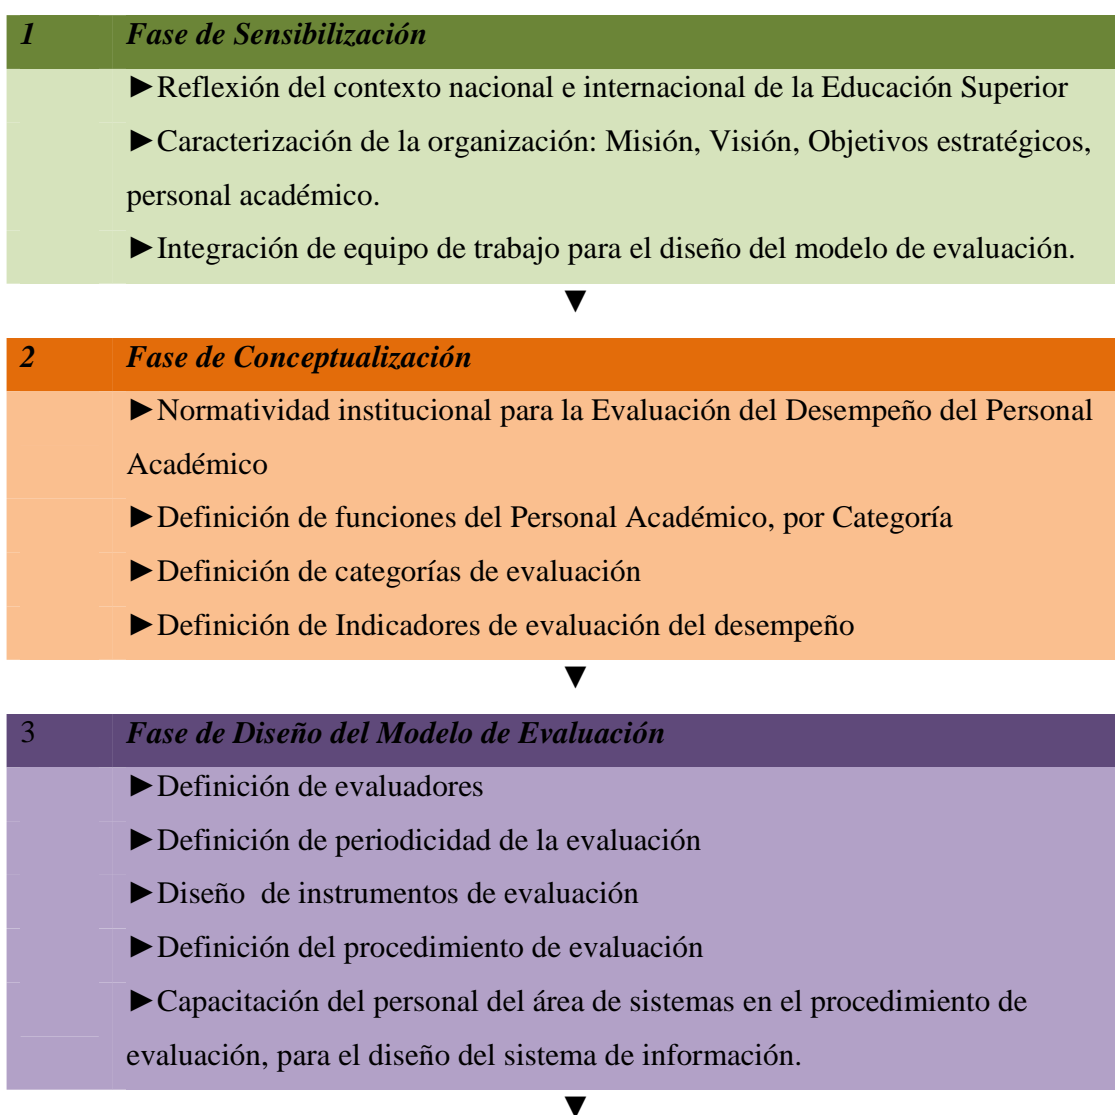 1 Fase de Sensibilización
►Reflexión del contexto nacional e internacional de la Educación Superior
►Caracterización de la organización: Misión, Visión, Objetivos estratégicos,
personal académico.
►Integración de equipo de trabajo para el diseño del modelo de evaluación.
▼
2 Fase de Conceptualización
►Normatividad institucional para la Evaluación del Desempeño del Personal
Académico
►Definición de funciones del Personal Académico, por Categoría
►Definición de categorías de evaluación
►Definición de Indicadores de evaluación del desempeño
▼
3 Fase de Diseño del Modelo de Evaluación
►Definición de evaluadores
►Definición de periodicidad de la evaluación
►Diseño  de instrumentos de evaluación
►Definición del procedimiento de evaluación
►Capacitación del personal del área de sistemas en el procedimiento de
evaluación, para el diseño del sistema de información.
▼